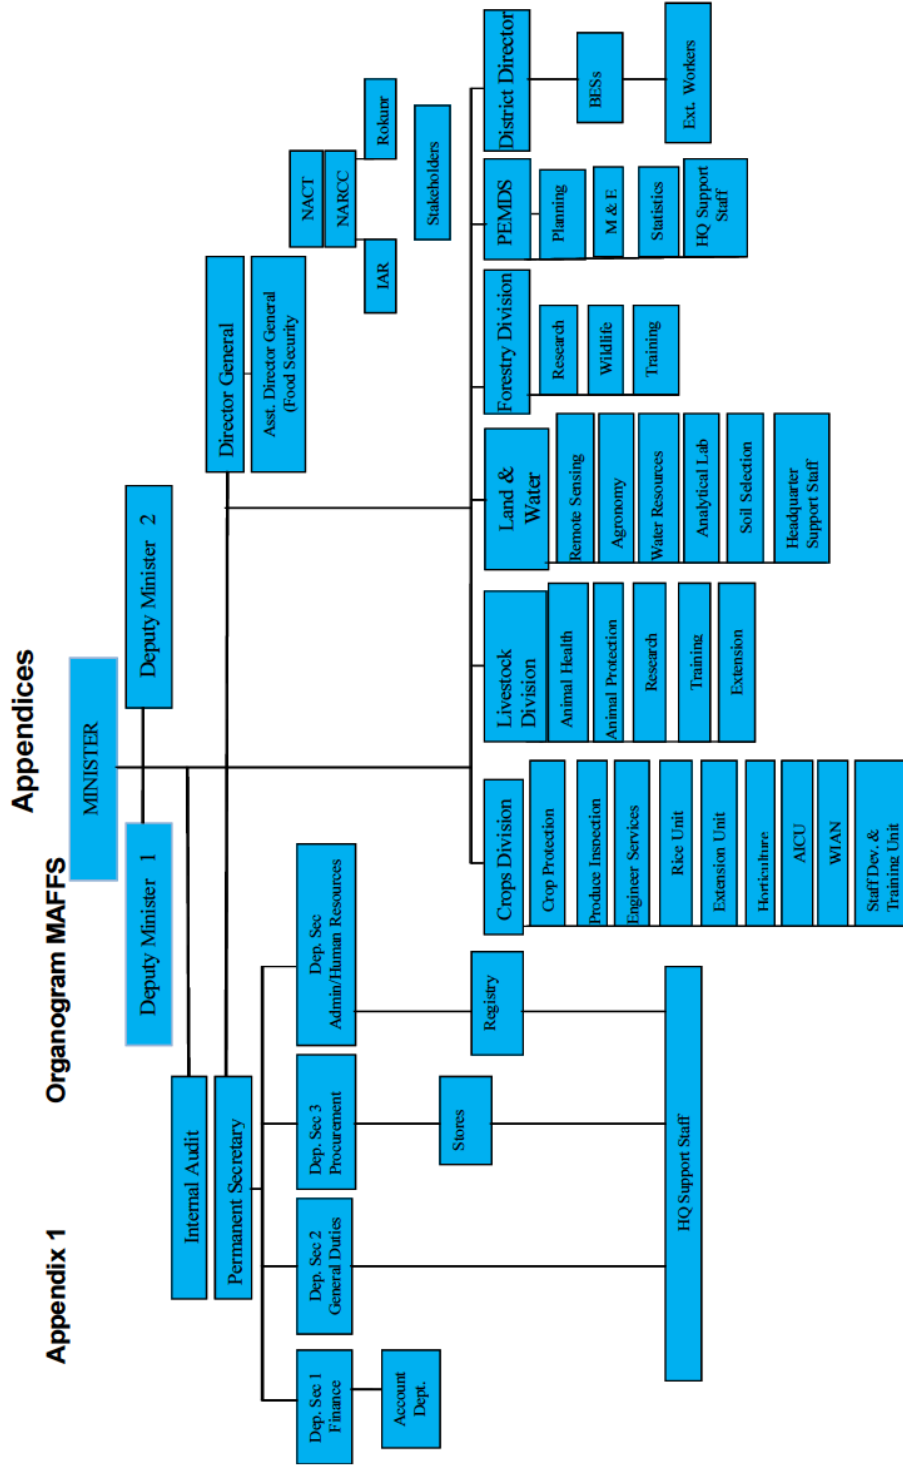 Appendices
Appendix 1
Organogram MAFFS
MINISTER
Deputy Minister 1
Deputy Minister 2
Internal Audit
Permanent Secretary
Director General
Asst. Director General
(Food Security)
NACT
NARCC
IAR
Rokupr
Stakeholders
Dep. Sec 1
Finance
Dep. Sec 2
General Duties
Dep. Sec 3
Procurement
Dep. Sec
Admin/Human Resources
Account
Dept.
Stores
Registry
HQ Support Staff
Crops Division
Crop Protection
Produce Inspection
Engineer Services
Rice Unit
Extension Unit
Horticulture
AICU
WIAN
Staff Dev. &
Training Unit
Livestock
Division
Animal Health
Animal Protection
Research
Training
Extension
Land &
Water
Remote Sensing
Agronomy
Water Resources
Analytical Lab
Soil Selection
Headquarter
Support Staff
Forestry Division
Research
Wildlife
Training
PEMDS
Planning
M & E
Statistics
HQ Support
Staff
District Director
BESs
Ext. Workers